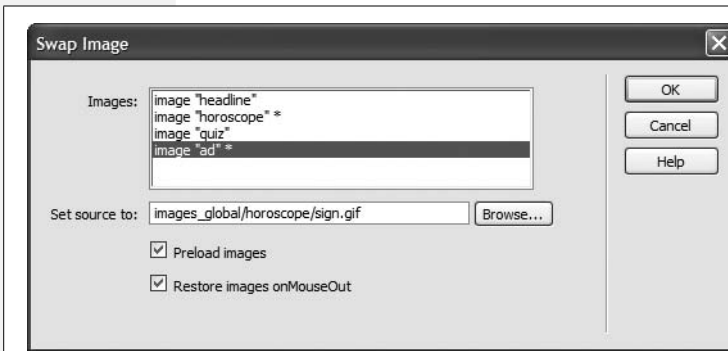 Swap Image
Images:
image "headline"
image "horoscope" *
image "quiz"
image "ad" *
Set source to: images_global/horoscope/sign.gif Browse...
Preload images
Restore images onMouseOut
OK
Cancel
Help